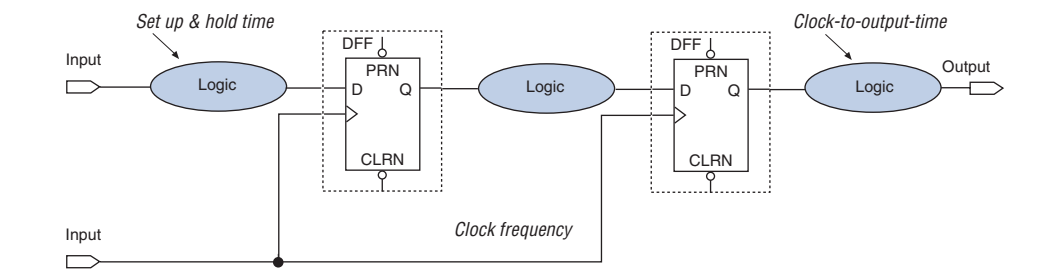 Set up & hold time
Clock-to-output-time
DFF
DFF
Input
Logic
PRN
D
Q
CLRN
Logic
PRN
D
Q
CLRN
Logic
Output
Clock frequency
Input